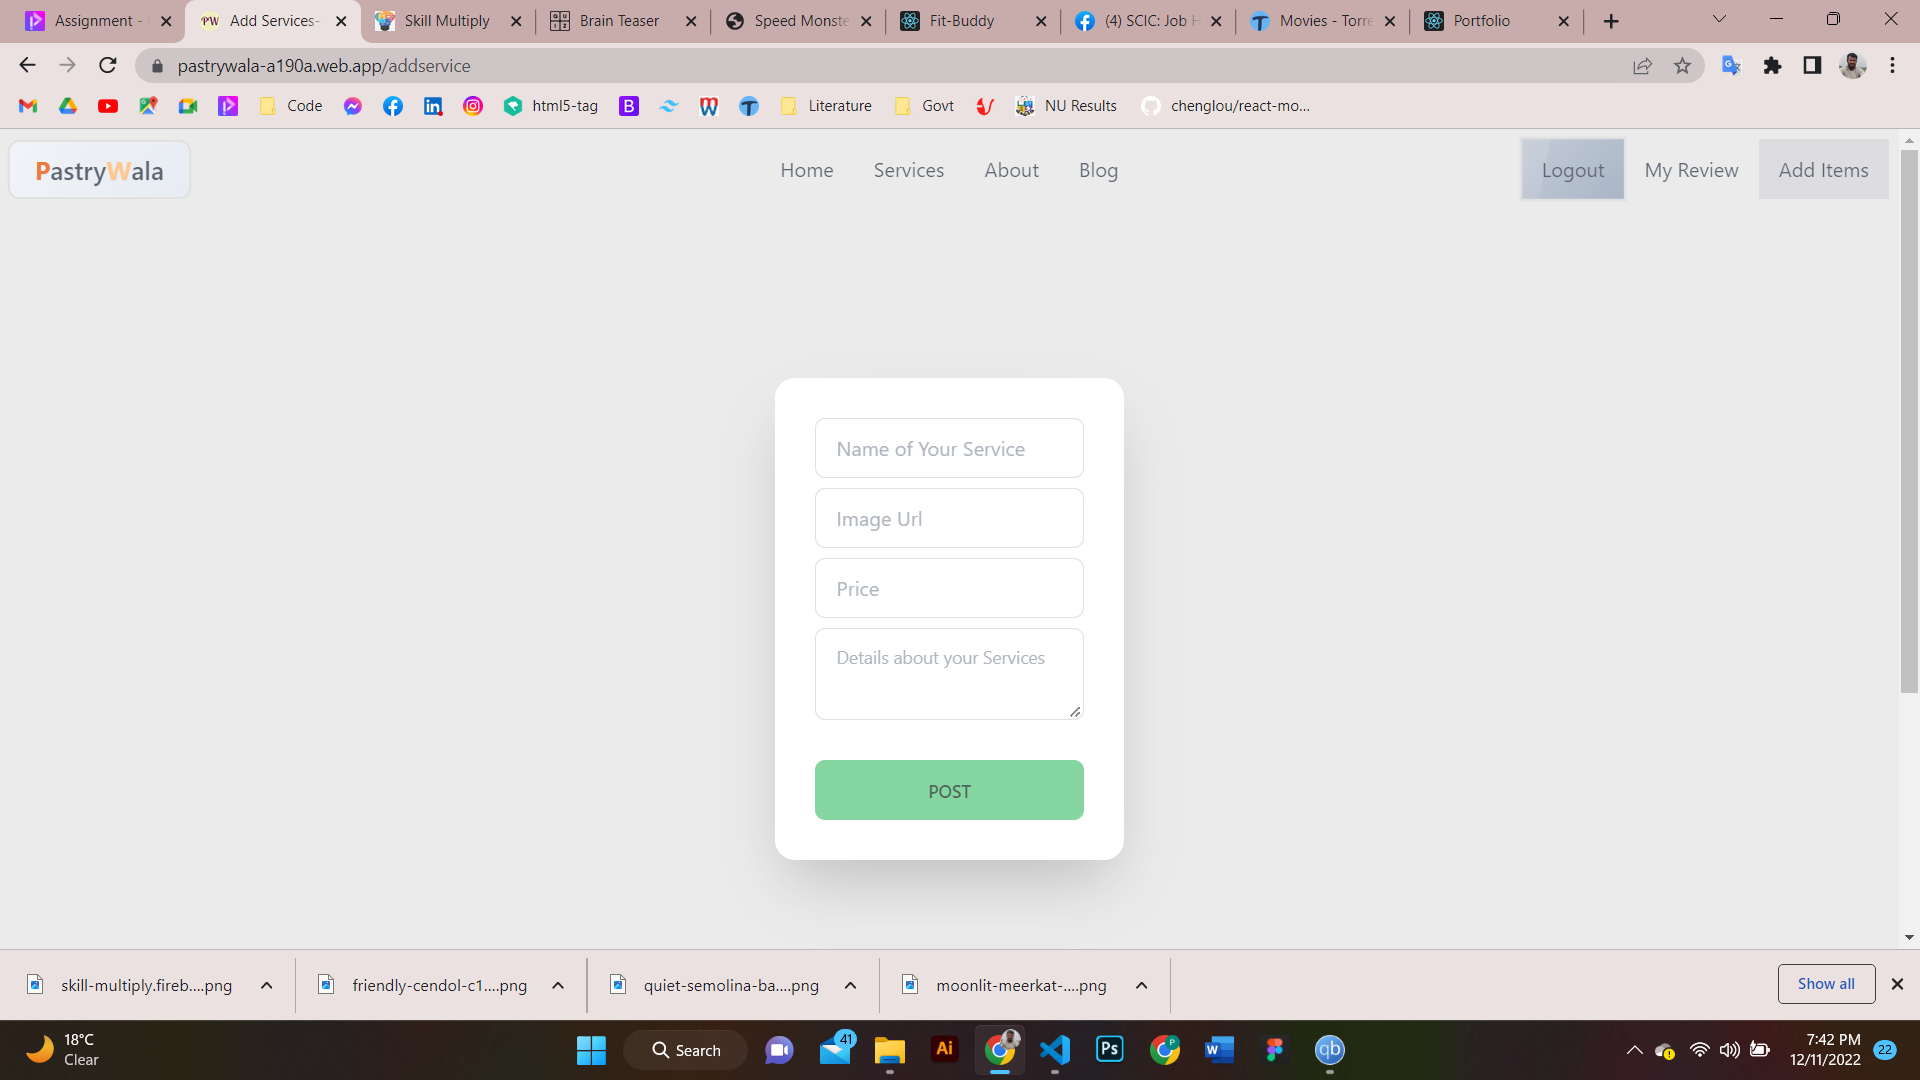 Assignment -
Add Services-
Skill Multiply
Brain Teaser
Speed Monste
Fit-Buddy
(4) SCIC: Job H
Movies - Torre
Portfolio
pastrywala-a190a.web.app/addservice
Code
html5-tag
Literature
Govt
NU Results
chenglou/react-mo...
PastryWala
Home
Services
About
Blog
Logout
My Review
Add Items
Name of Your Service
Image Url
Price
Details about your Services
POST
skill-multiply.fireb....png
friendly-cendol-c1....png
quiet-semolina-ba....png
moonlit-meerkat-....png
Show all
18°C
Clear
Search
41
7:42 PM
12/11/2022
22